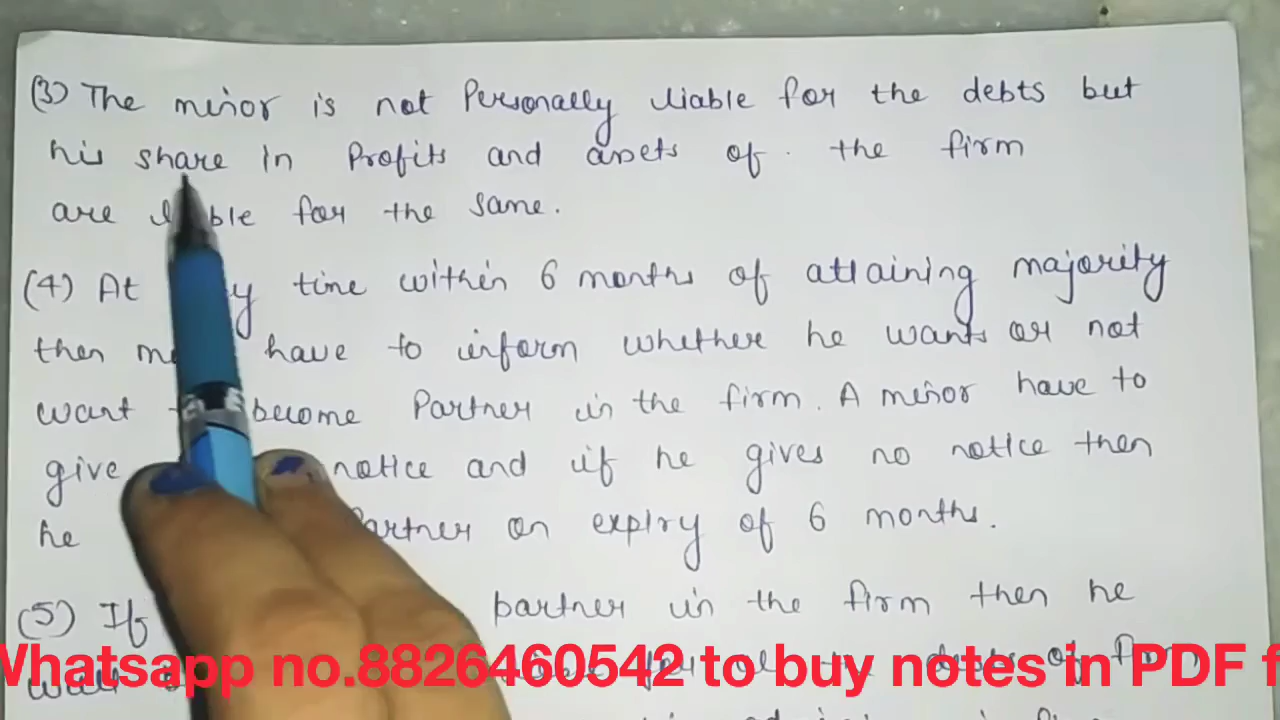 (3) The minor is not Personally liable for the debts but
his share in Profits and assets of the firm
are ble for the same.
(4) At y time within 6 months of attaining majority
then have to inform whether he wants or not
want become Partner in the firm. A minor have to
give notice and if he gives no notice then
he Partner on expiry of 6 months.
(5) If partner in the firm then he
Whatsapp no.8826460542 to buy notes in PDF f
will